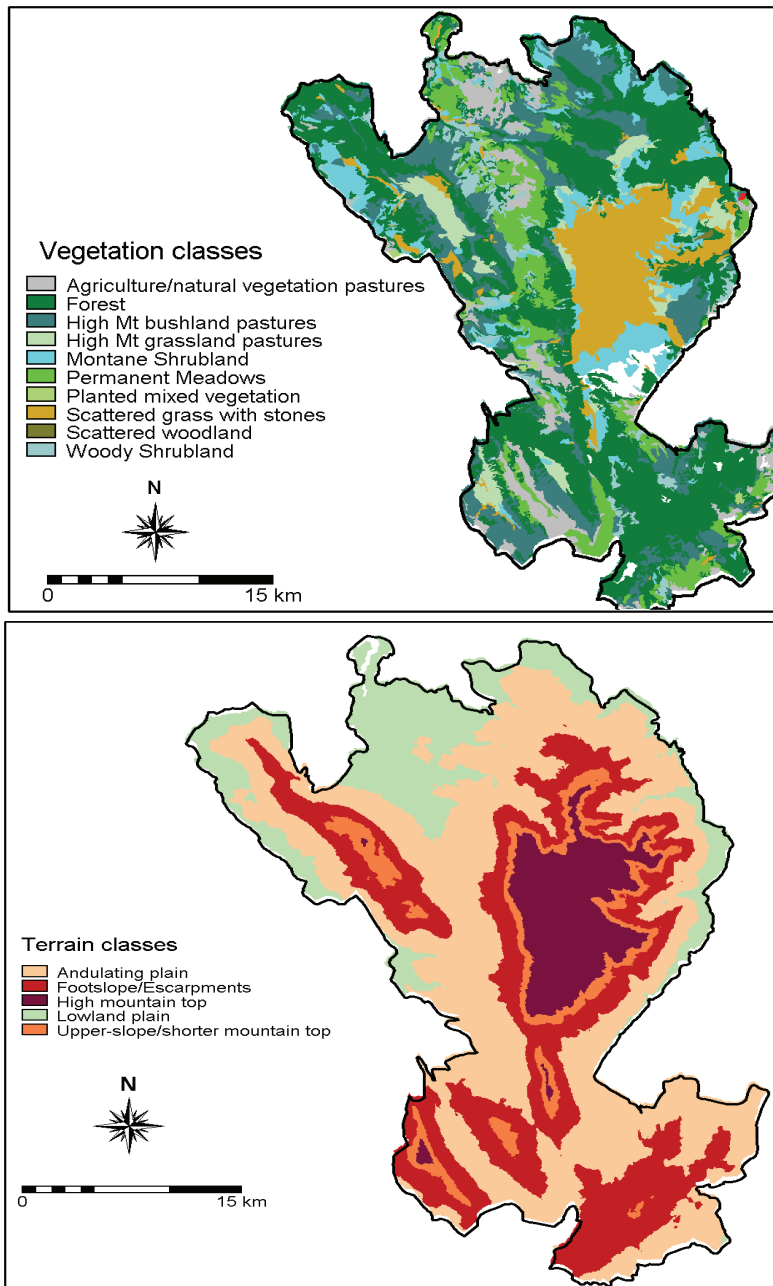 Vegetation classes
Agriculture/natural vegetation pastures
Forest
High Mt bushland pastures
High Mt grassland pastures
Montane Shrubland
Permanent Meadows
Planted mixed vegetation
Scattered grass with stones
Scattered woodland
Woody Shrubland
N
0 15 km
Terrain classes
Andulating plain
Footslope/Escarpments
High mountain top
Lowland plain
Upper-slope/shorter mountain top
N
0 15 km